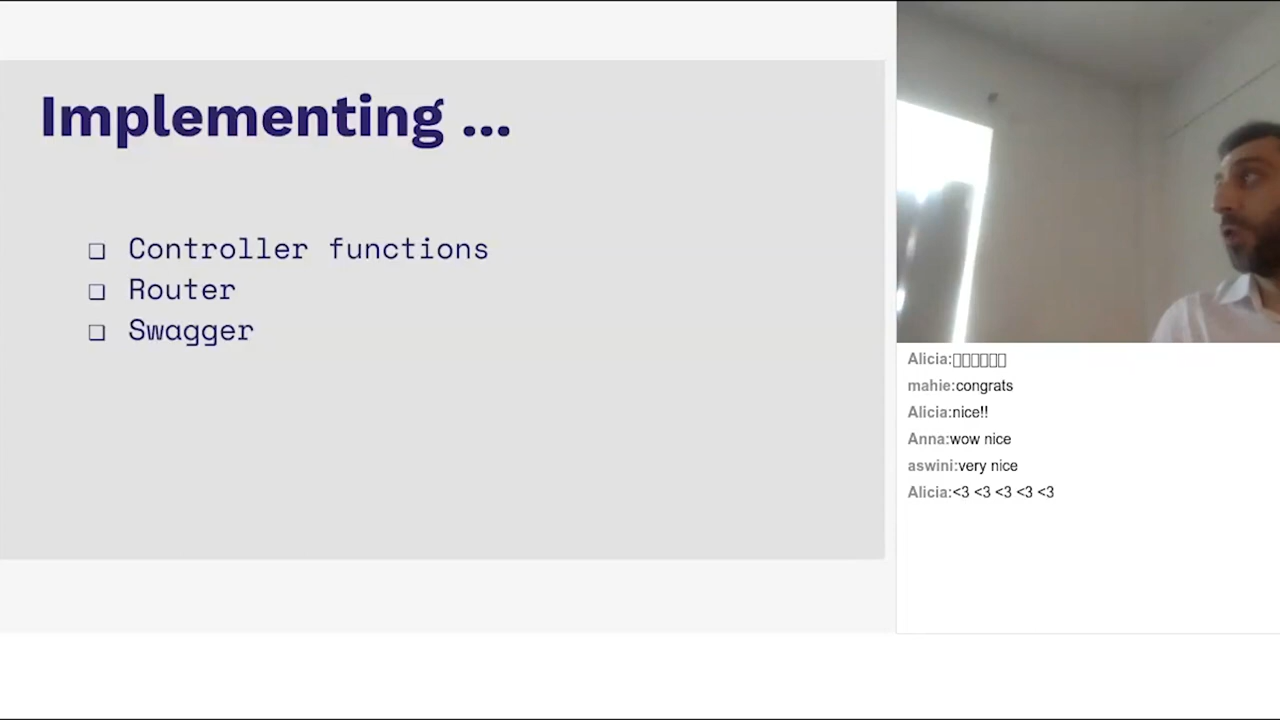 Implementing ...
❏ Controller functions
❏ Router
❏ Swagger
Alicia:▯▯▯▯▯▯
mahie:congrats
Alicia:nice!!
Anna:wow nice
aswini:very nice
Alicia:<3 <3 <3 <3 <3